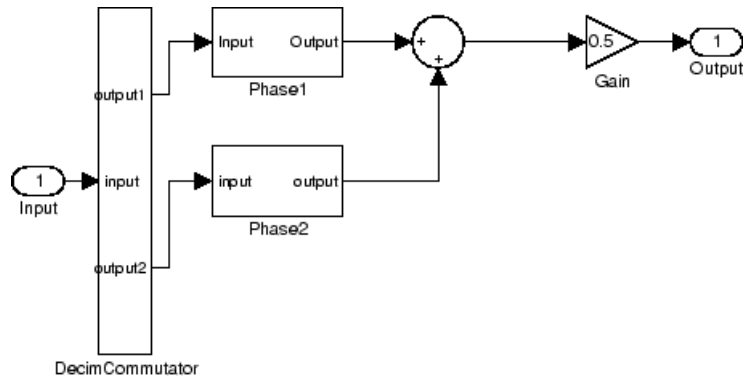 Input Output
Phase1
output1
+
+
0.5
Gain
1
Output
1
Input
input
output2
input output
Phase2
DecimCommutator